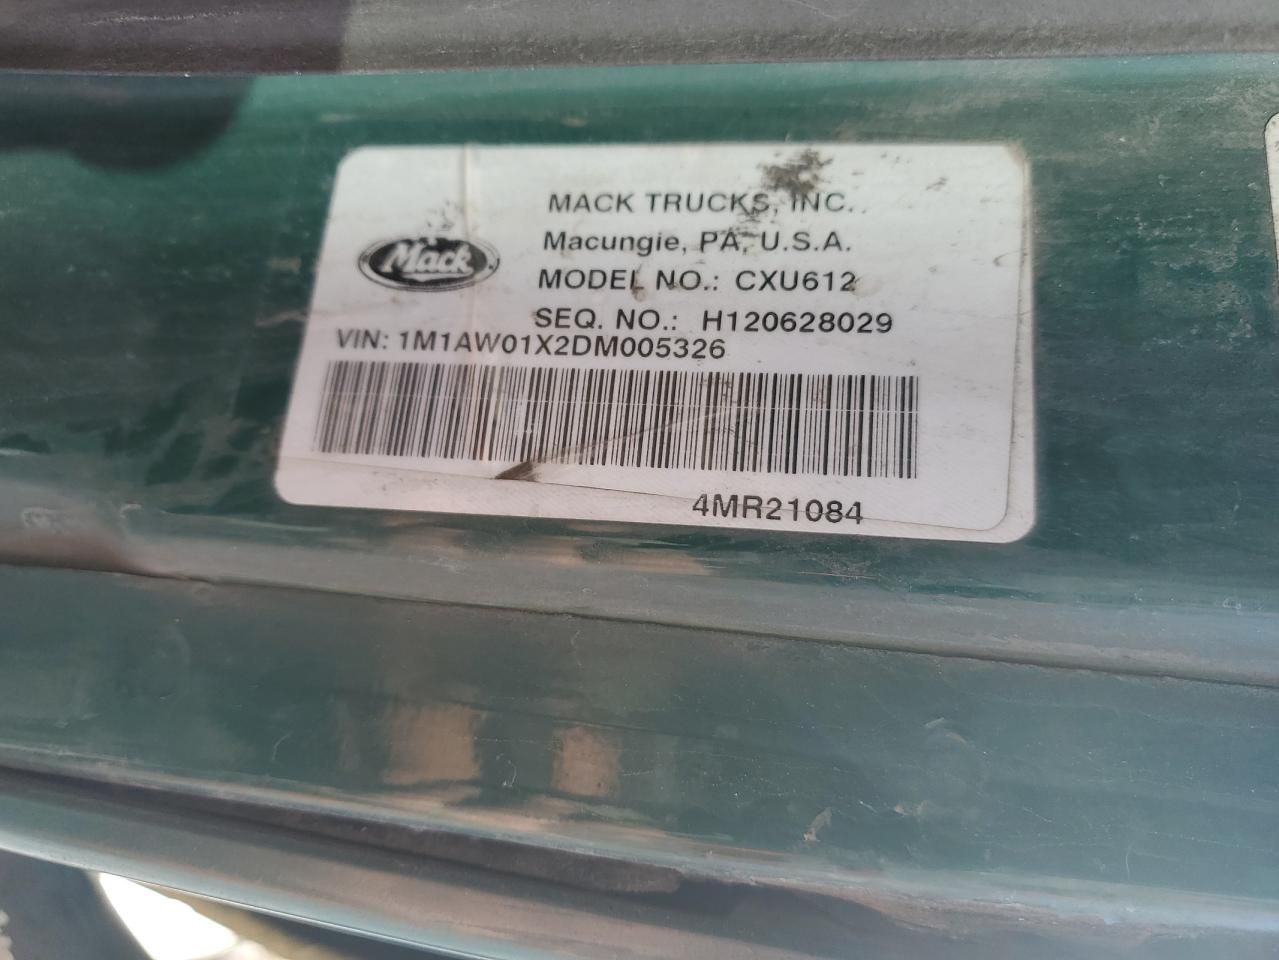 Mack
MACK TRUCKS, INC.
Macungie, PA, U.S.A.
MODEL NO.: CXU612
SEQ. NO.: H120628029
VIN: 1M1AW01X2DM005326
4MR21084